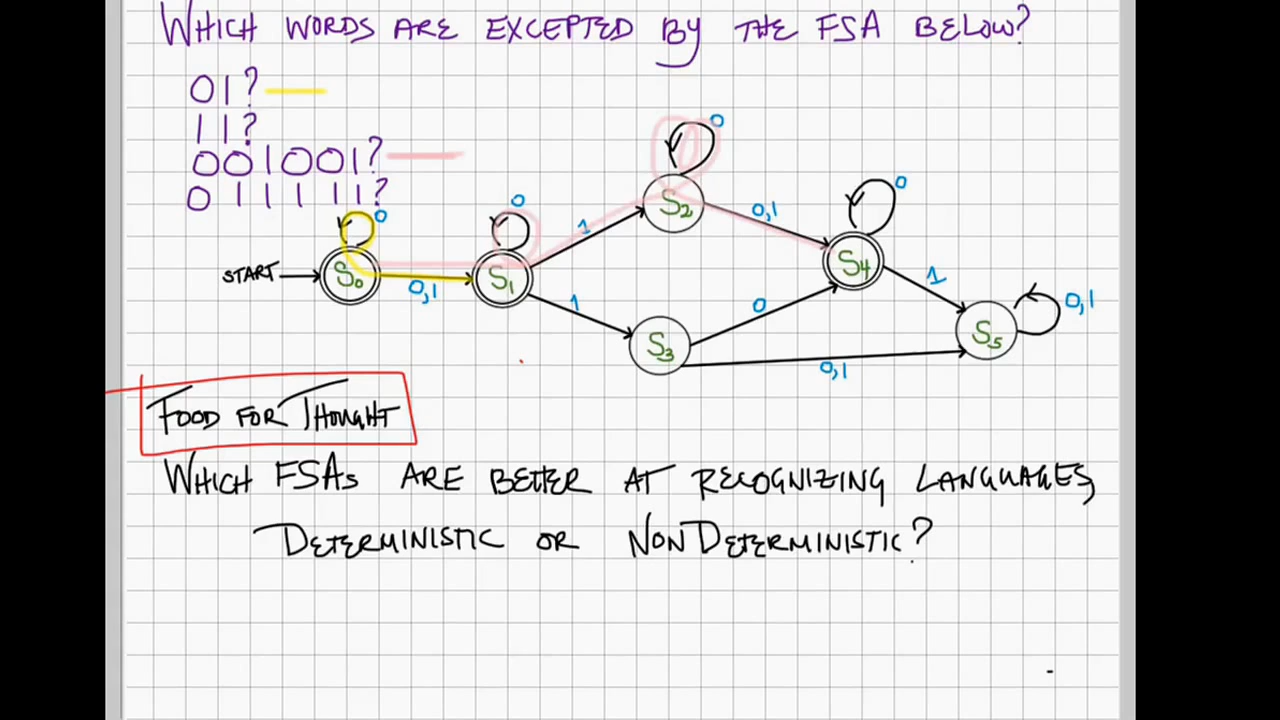 WHICH WORDS ARE EXCEPTED BY THE FSA BELOW?
01?
11?
001001?
011111?
0
0
0
0
START
S0
0,1
S1
1
S2
0,1
S4
1
1
S3
0
0,1
S5
0,1
FOOD FOR THOUGHT
WHICH FSAs ARE BETTER AT RECOGNIZING LANGUAGES,
DETERMINISTIC OR NONDETERMINISTIC?